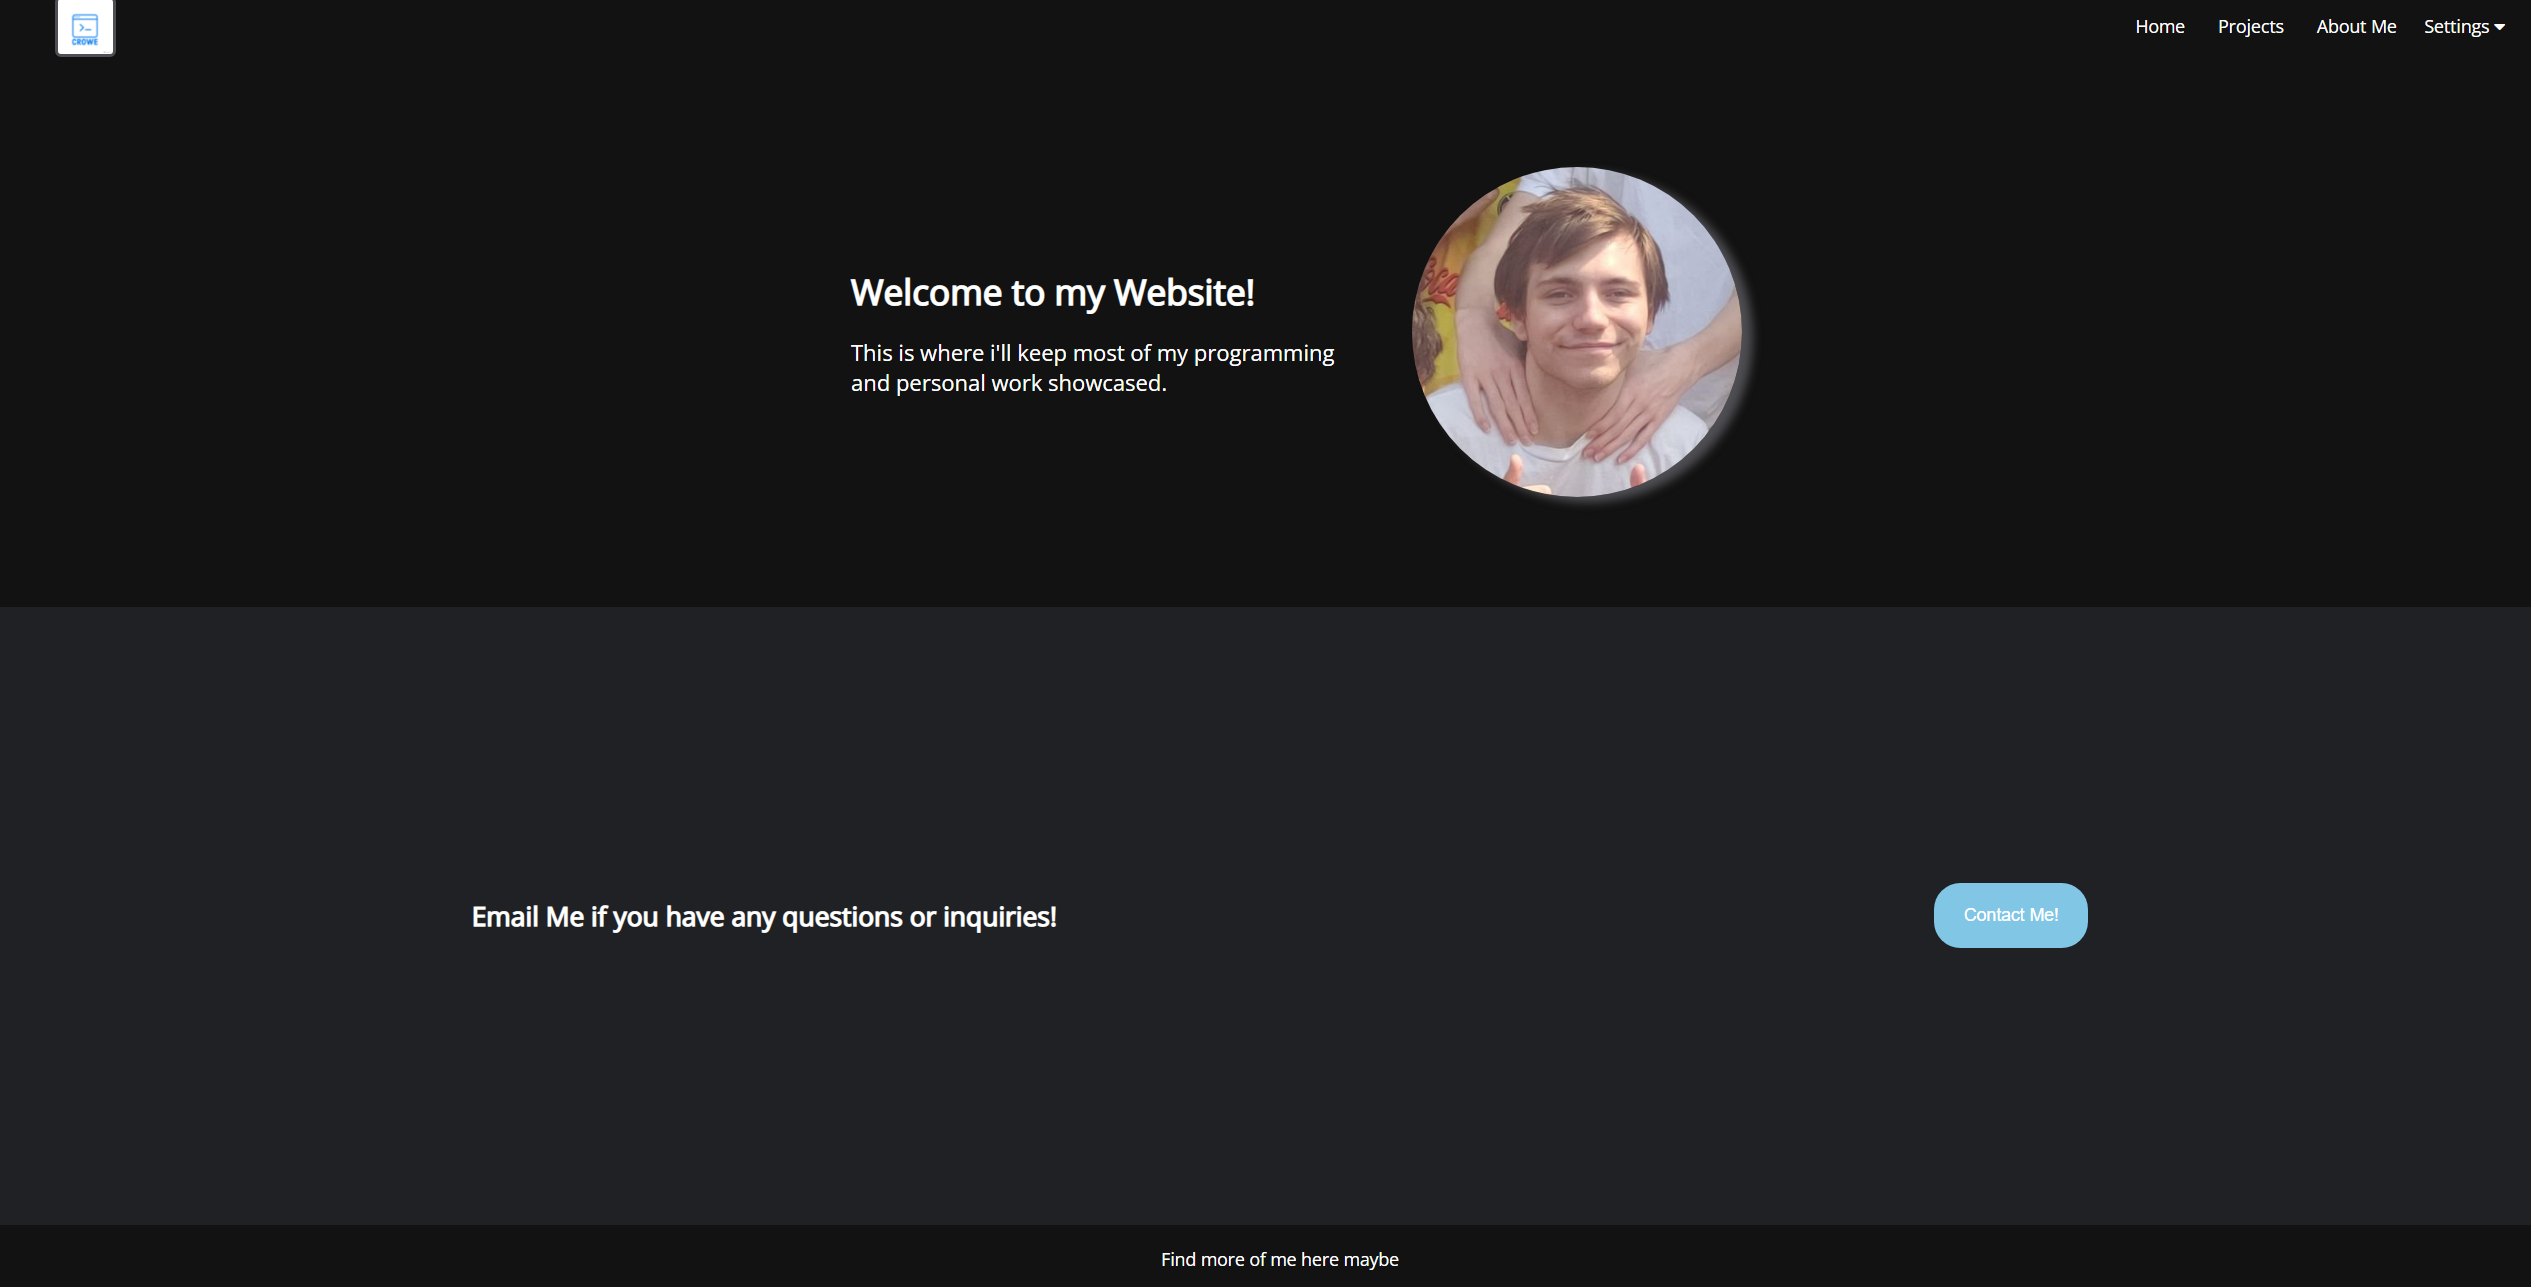 CROWE
Home Projects About Me Settings
Welcome to my Website!
This is where i'll keep most of my programming
and personal work showcased.
Email Me if you have any questions or inquiries!
Contact Me!
Find more of me here maybe